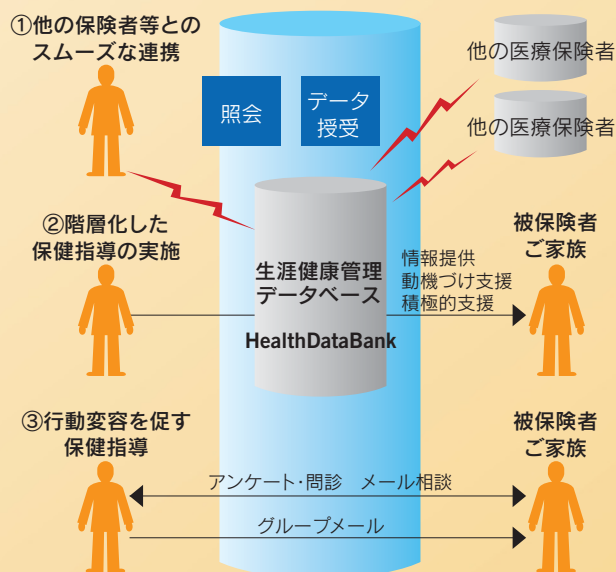 ①他の保険者等との
スムーズな連携
照会
データ
授受
他の医療保険者
他の医療保険者
②階層化した
保健指導の実施
生涯健康管理
データベース
HealthDataBank
情報提供
動機づけ支援
積極的支援
被保険者
ご家族
③行動変容を促す
保健指導
被保険者
ご家族
アンケート・問診 メール相談
グループメール